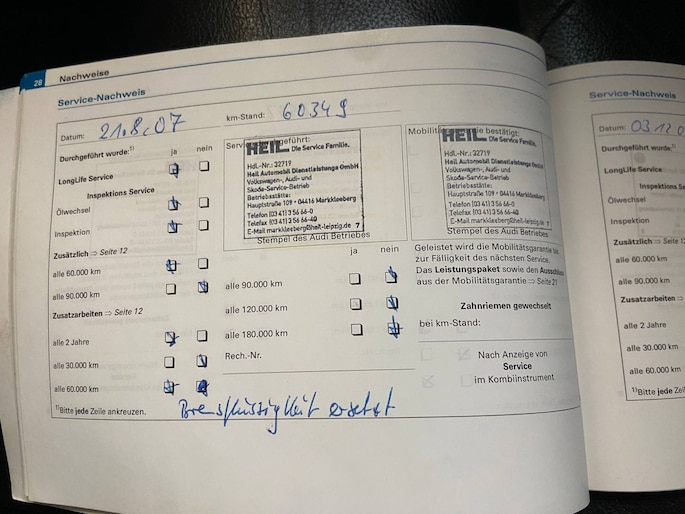 28 Nachweise
Service-Nachweis
Datum: 21.8.07 km-Stand: 60349
Durchgeführt wurde:¹⁾ ja nein
LongLife Service
Inspektions Service
Ölwechsel
Inspektion
Zusätzlich ⇒ Seite 12
alle 60.000 km
alle 90.000 km
Zusatzarbeiten ⇒ Seite 12
alle 2 Jahre
alle 30.000 km
alle 60.000 km
¹⁾Bitte jede Zeile ankreuzen.
HEIL Die Service Familie.
Hdl.-Nr.: 32719
Heil Automobil Dienstleistungs GmbH
Volkswagen-, Audi- und
Skoda-Service-Betrieb
Betriebsstätte:
Hauptstraße 109 · 04416 Markkleeberg
Telefon (03 41) 3 56 66-0
Telefax (03 41) 3 56 66-40
E-Mail.markkleeberg@heil-leipzig.de 7
Stempel des Audi Betriebes
ja nein
alle 90.000 km
alle 120.000 km
alle 180.000 km
Rech.-Nr.
bestätigt:
HEIL Die Service Familie.
Hdl.-Nr.: 32719
Heil Automobil Dienstleistungs GmbH
Volkswagen-, Audi- und
Skoda-Service-Betrieb
Betriebsstätte:
Hauptstraße 109 · 04416 Markkleeberg
Telefon (03 41) 3 56 66-0
Telefax (03 41) 3 56 66-40
E-Mail.markkleeberg@heil-leipzig.de 7
Stempel des Audi Betriebes
Geleistet wird die Mobilitätsgarantie bis
zur Fälligkeit des nächsten Service.
Das Leistungspaket sowie den Ausschluss
aus der Mobilitätsgarantie ⇒ Seite 21
Zahnriemen gewechselt
bei km-Stand:
Nach Anzeige von
Service
im Kombiinstrument
Bremsflüssigkeit ersetzt
Service-Nachweis
Datum: 03.12.0
Durchgeführt wurde:¹⁾
LongLife Service
Inspektions Se
Ölwechsel
Inspektion
Zusätzlich ⇒ Seite
alle 60.000 km
alle 90.000 km
Zusatzarbeiten ⇒
alle 2 Jahre
alle 30.000 km
alle 60.000 km
¹⁾Bitte jede Zeile